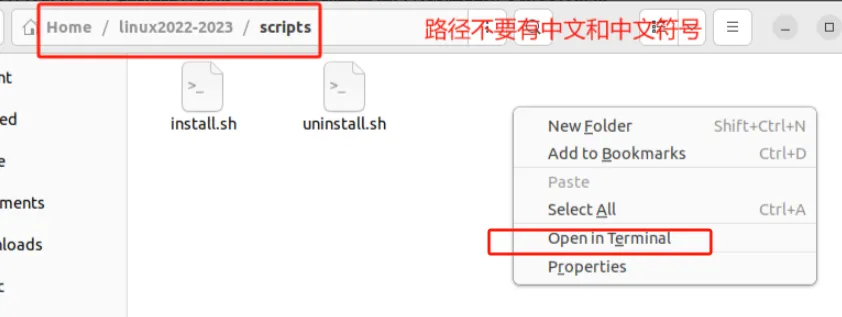 Home / linux2022-2023 / scripts
路径不要有中文和中文符号
nt
install.sh
uninstall.sh
New Folder Shift+Ctrl+N
ed
Add to Bookmarks Ctrl+D
e
Paste
ments
Select All Ctrl+A
nloads
Open in Terminal
Properties
c